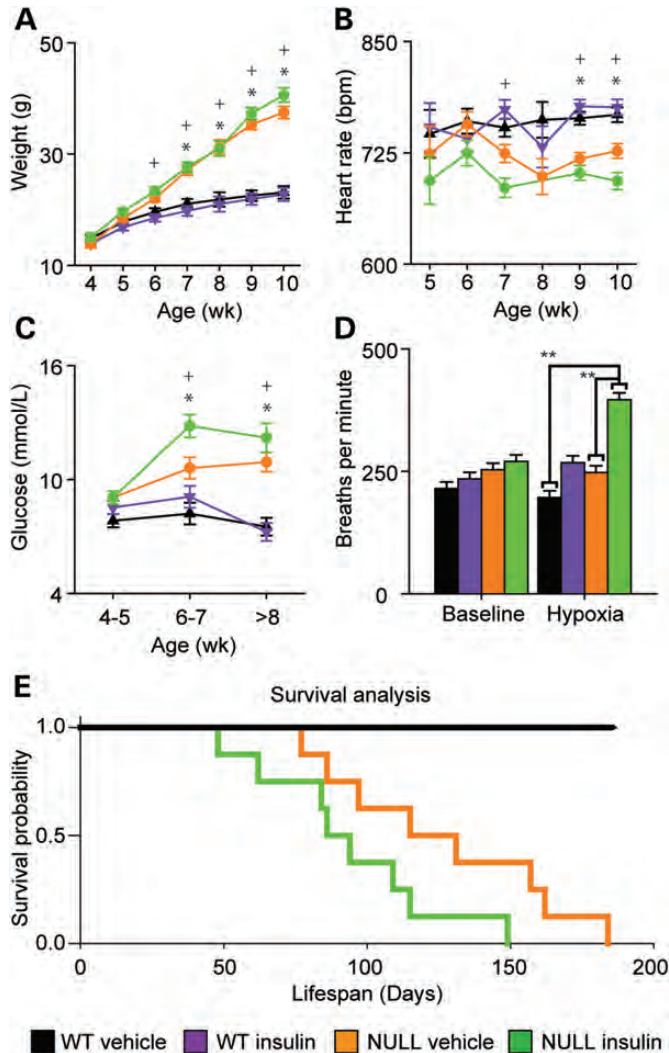 A
Weight (g)
50
30
10
+ + + + +
* * * *
4 5 6 7 8 9 10
Age (wk)
B
Heart rate (bpm)
850
725
600
+ + +
* *
5 6 7 8 9 10
Age (wk)
C
Glucose (mmol/L)
16
10
4
+ +
* *
4-5 6-7 >8
Age (wk)
D
Breaths per minute
500
250
0
**
**
Baseline Hypoxia
E
Survival analysis
Survival probability
1.0
0.5
0.0
0 50 100 150 200
Lifespan (Days)
WT vehicle WT insulin NULL vehicle NULL insulin